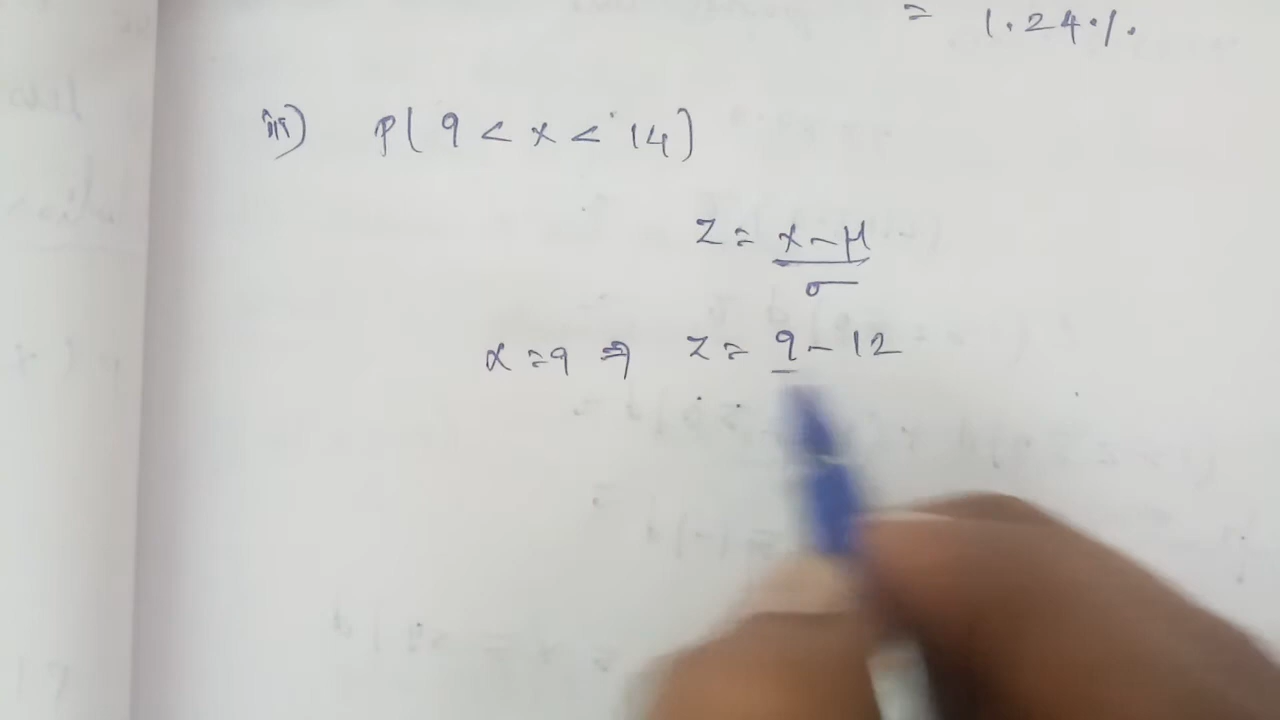 = 1.24%.
iii) P( 9 < x < 14)
z = x - μ
σ
x = 9 ⇒ z = 9 - 12